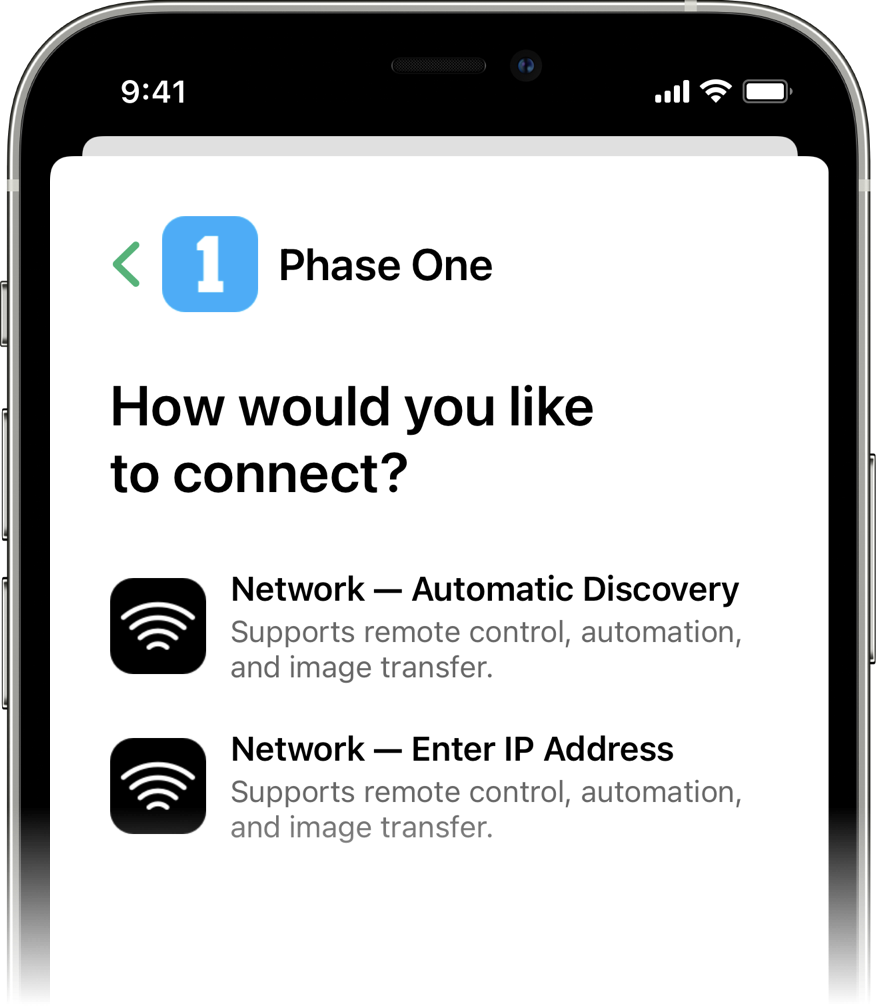 9:41
1
Phase One
How would you like
to connect?
Network — Automatic Discovery
Supports remote control, automation,
and image transfer.
Network — Enter IP Address
Supports remote control, automation,
and image transfer.